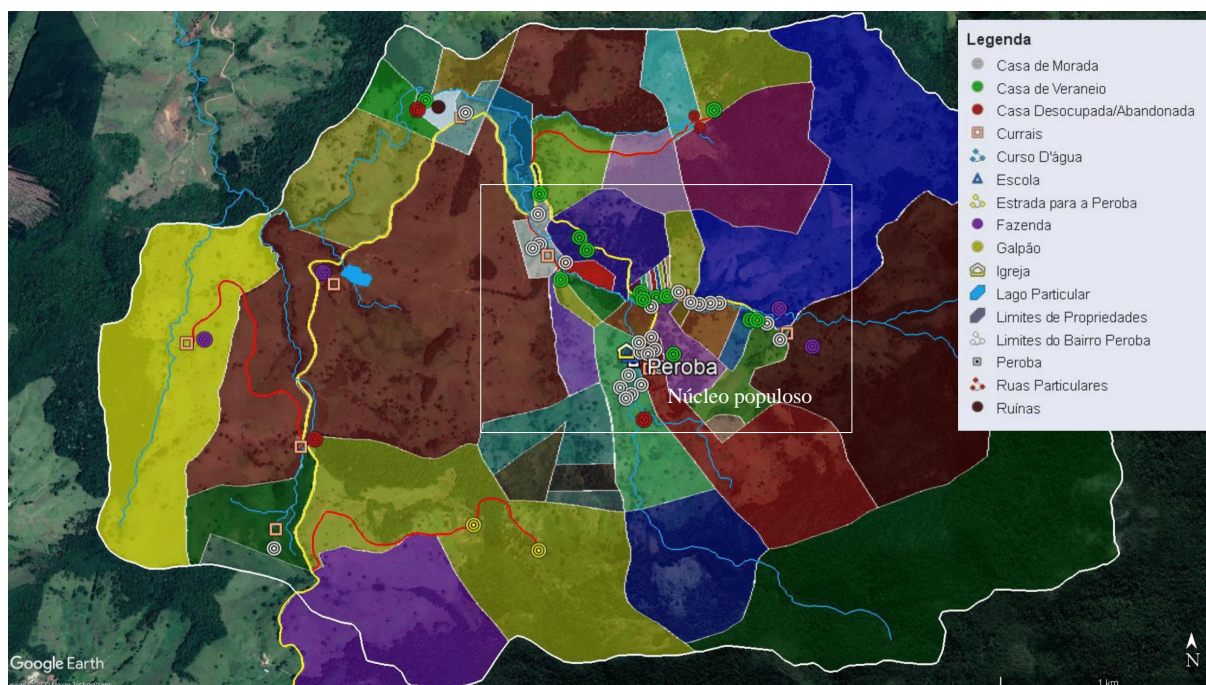 Legenda
Casa de Morada
Casa de Veraneio
Casa Desocupada/Abandonada
Currais
Curso D'água
Escola
Estrada para a Peroba
Fazenda
Galpão
Igreja
Lago Particular
Limites de Propriedades
Limites do Bairro Peroba
Peroba
Ruas Particulares
Ruínas
Peroba
Núcleo populoso
Google Earth
N
1 km